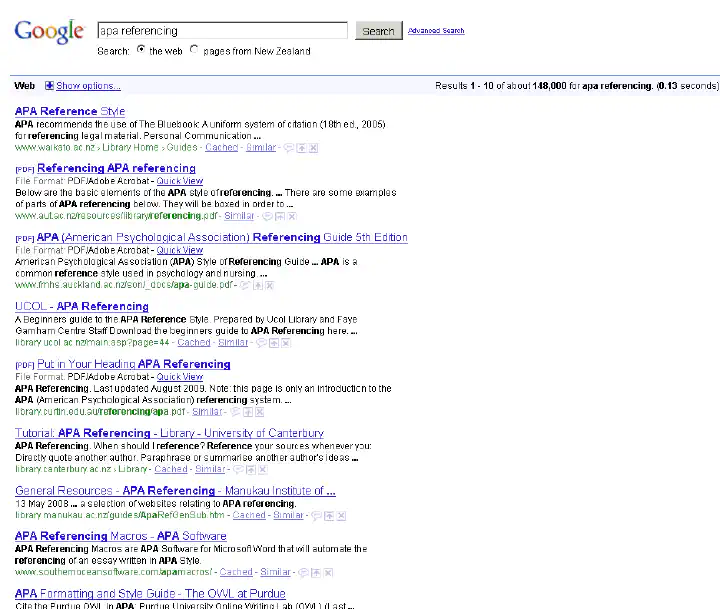 Google apa referencing Search Advanced Search
Search: the web pages from New Zealand
Web Show options... Results 1 - 10 of about 148,000 for apa referencing. (0.13 seconds)
APA Reference Style
APA recommends the use of The Bluebook: A uniform system of citation (18th ed., 2005)
for referencing legal material. Personal Communication ...
www.waikato.ac.nz › Library Home › Guides - Cached - Similar -
[PDF] Referencing APA referencing
File Format: PDF/Adobe Acrobat - Quick View
Below are the basic elements of the APA style of referencing. ... There are some examples
of parts of APA referencing below. They will be boxed in order to ...
www.aut.ac.nz/resources/library/referencing.pdf - Similar -
[PDF] APA (American Psychological Association) Referencing Guide 5th Edition
File Format: PDF/Adobe Acrobat - Quick View
American Psychological Association (APA) Style of Referencing Guide ... APA is a
common reference style used in psychology and nursing. ...
www.fmhs.auckland.ac.nz/son/_docs/apa-guide.pdf -
UCOL - APA Referencing
A Beginners guide to the APA Reference Style. Prepared by Ucol Library and Faye
Garnham Centre Staff Download the beginners guide to APA Referencing here. ...
library.ucol.ac.nz/main.asp?page=44 - Cached - Similar -
[PDF] Put in Your Heading APA Referencing
File Format: PDF/Adobe Acrobat - Quick View
APA Referencing. Last updated August 2009. Note: this page is only an introduction to the
APA (American Psychological Association) referencing system. ...
library.curtin.edu.au/referencing/apa.pdf - Similar -
Tutorial: APA Referencing - Library - University of Canterbury
APA Referencing. When should I reference? Reference your sources whenever you:
Directly quote another author. Paraphrase or summarise another author's ideas ...
library.canterbury.ac.nz › Library - Cached - Similar -
General Resources - APA Referencing - Manukau Institute of ...
13 May 2008 ... a selection of websites relating to APA referencing.
library.manukau.ac.nz/guides/ApaRefGenSub.htm - Cached - Similar -
APA Referencing Macros - APA Software
APA Referencing Macros are APA Software for Microsoft Word that will automate the
referencing of an essay written in APA Style.
www.southernoceansoftware.com/apamacros/ - Cached - Similar -
APA Formatting and Style Guide - The OWL at Purdue
Cite Purdue OWL in APA: Purdue University Online Writing Lab (OWL) (Last ...